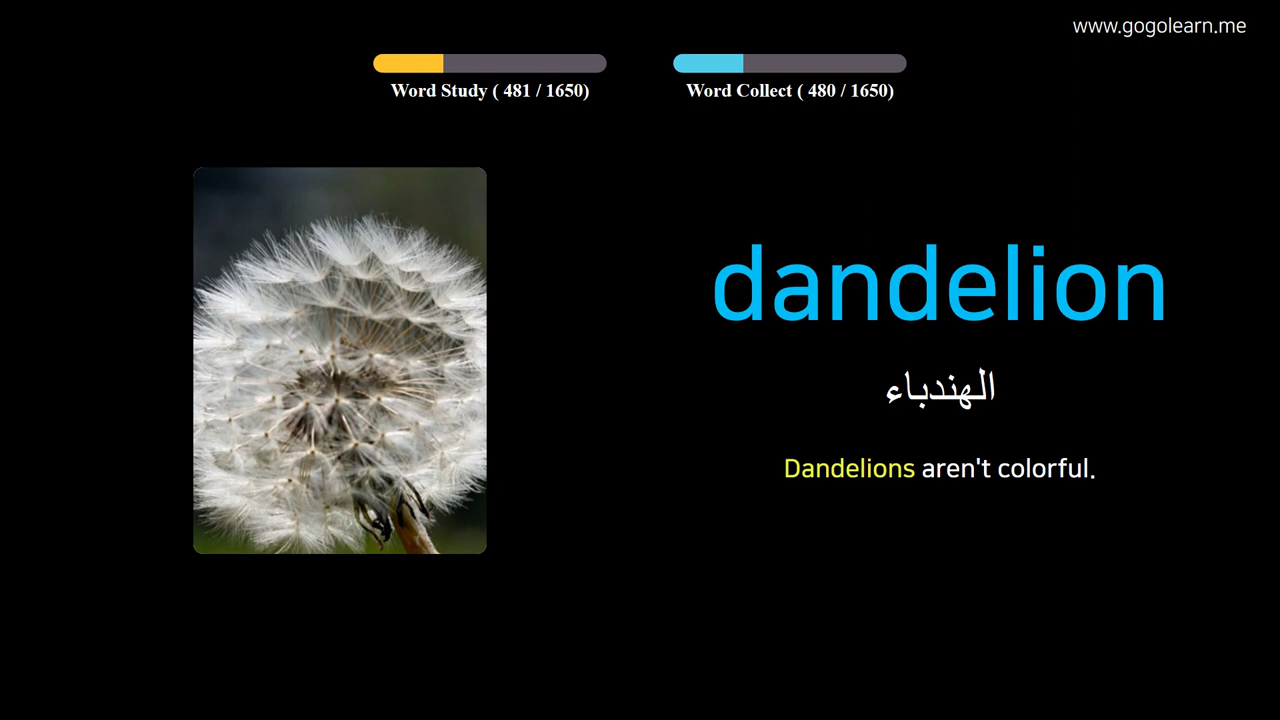 www.gogolearn.me
Word Study ( 481 / 1650)
Word Collect ( 480 / 1650)
dandelion
الهندباء
Dandelions aren't colorful.